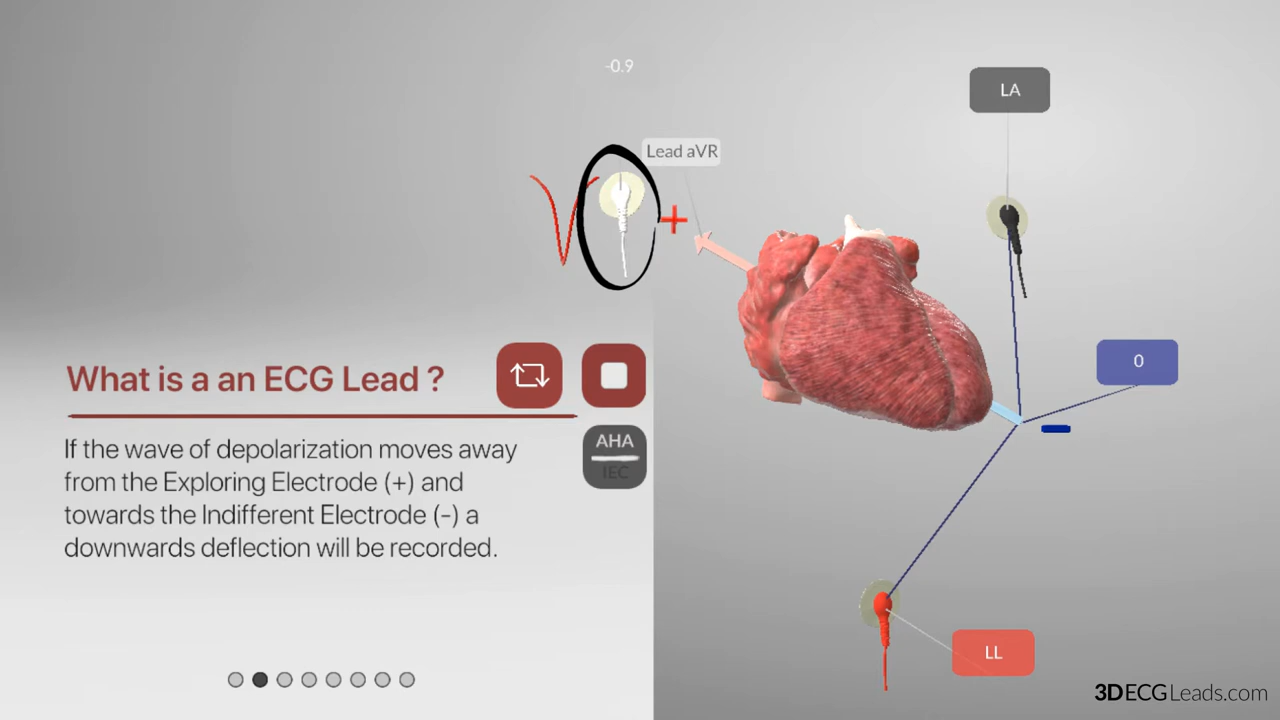 -0.9
LA
Lead aVR
+
What is a an ECG Lead ?
0
AHA
IEC
If the wave of depolarization moves away
from the Exploring Electrode (+) and
towards the Indifferent Electrode (-) a
downwards deflection will be recorded.
LL
3DECGLeads.com